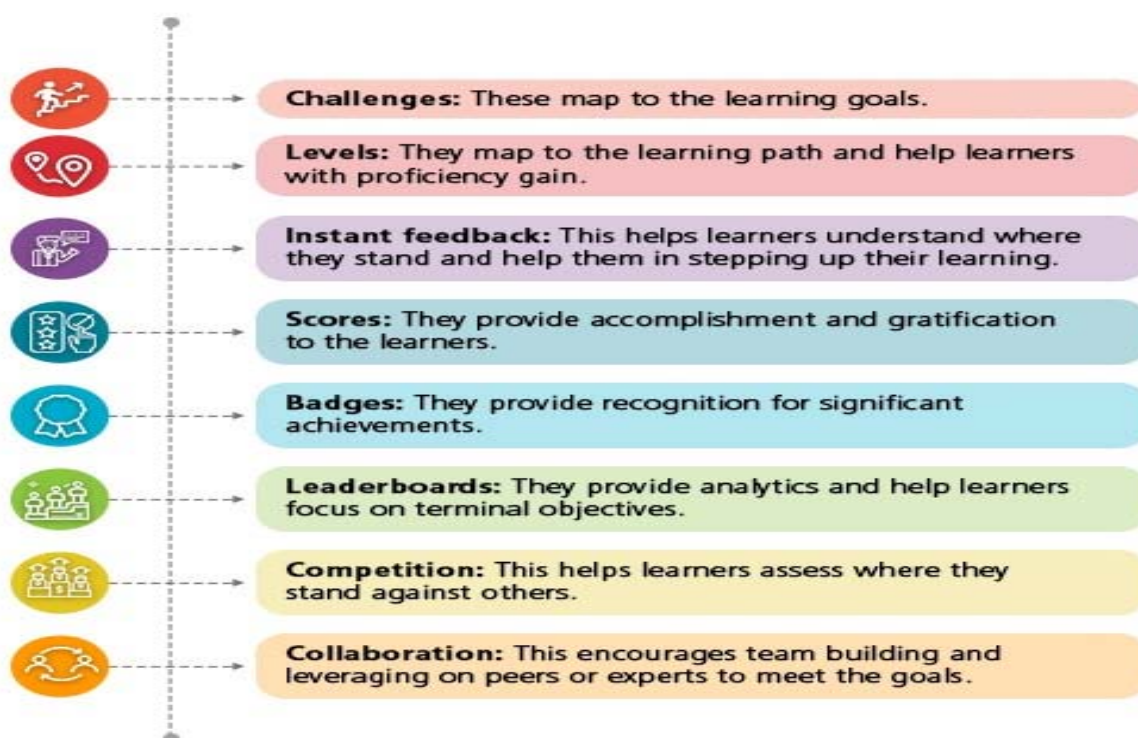 Challenges: These map to the learning goals.
Levels: They map to the learning path and help learners
with proficiency gain.
Instant feedback: This helps learners understand where
they stand and help them in stepping up their learning.
Scores: They provide accomplishment and gratification
to the learners.
Badges: They provide recognition for significant
achievements.
Leaderboards: They provide analytics and help learners
focus on terminal objectives.
Competition: This helps learners assess where they
stand against others.
Collaboration: This encourages team building and
leveraging on peers or experts to meet the goals.